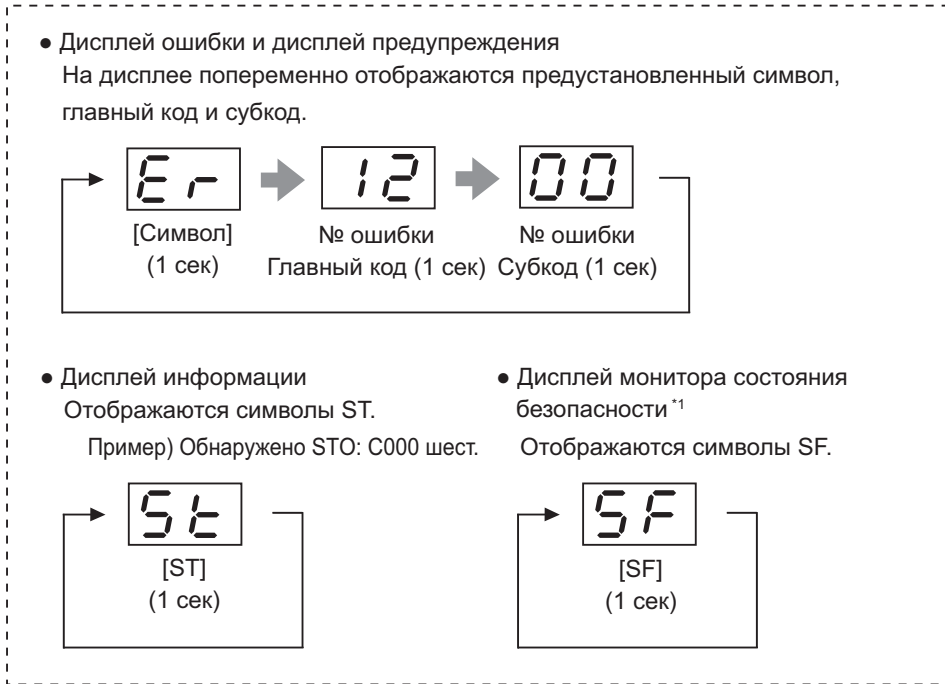 ● Дисплей ошибки и дисплей предупреждения
На дисплее попеременно отображаются предустановленный символ,
главный код и субкод.
Er 12 00
[Символ] № ошибки № ошибки
(1 сек) Главный код (1 сек) Субкод (1 сек)
● Дисплей информации
Отображаются символы ST.
Пример) Обнаружено STO: C000 шест.
St
[ST]
(1 сек)
● Дисплей монитора состояния
безопасности *1
Отображаются символы SF.
SF
[SF]
(1 сек)